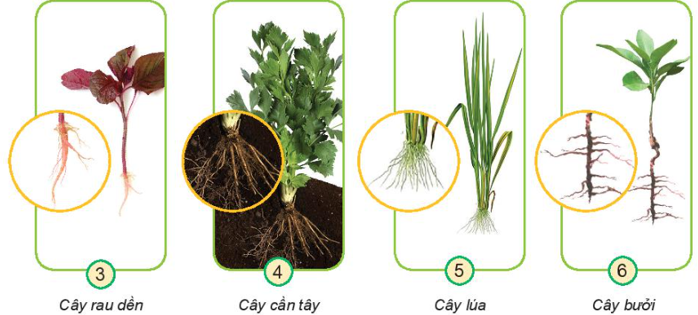 3
4
5
6
Cây rau dền
Cây cần tây
Cây lúa
Cây bưởi